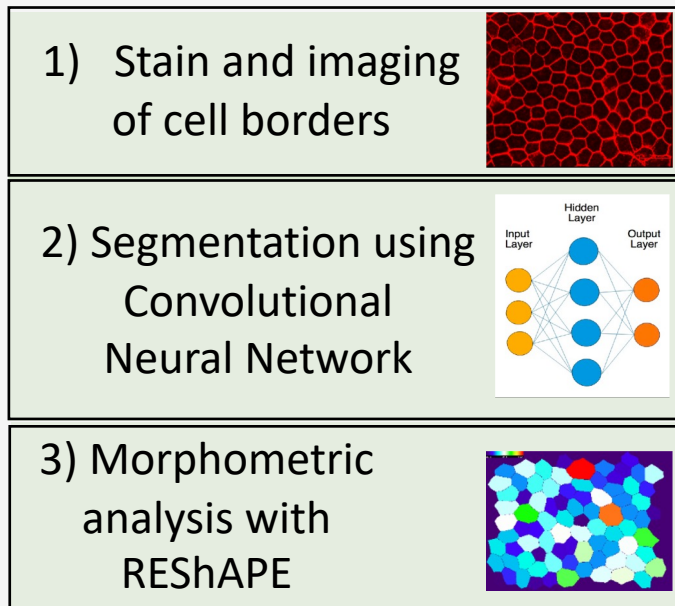 1) Stain and imaging
of cell borders
2) Segmentation using
Convolutional
Neural Network
Hidden
Layer
Input
Layer
Output
Layer
3) Morphometric
analysis with
REShAPE